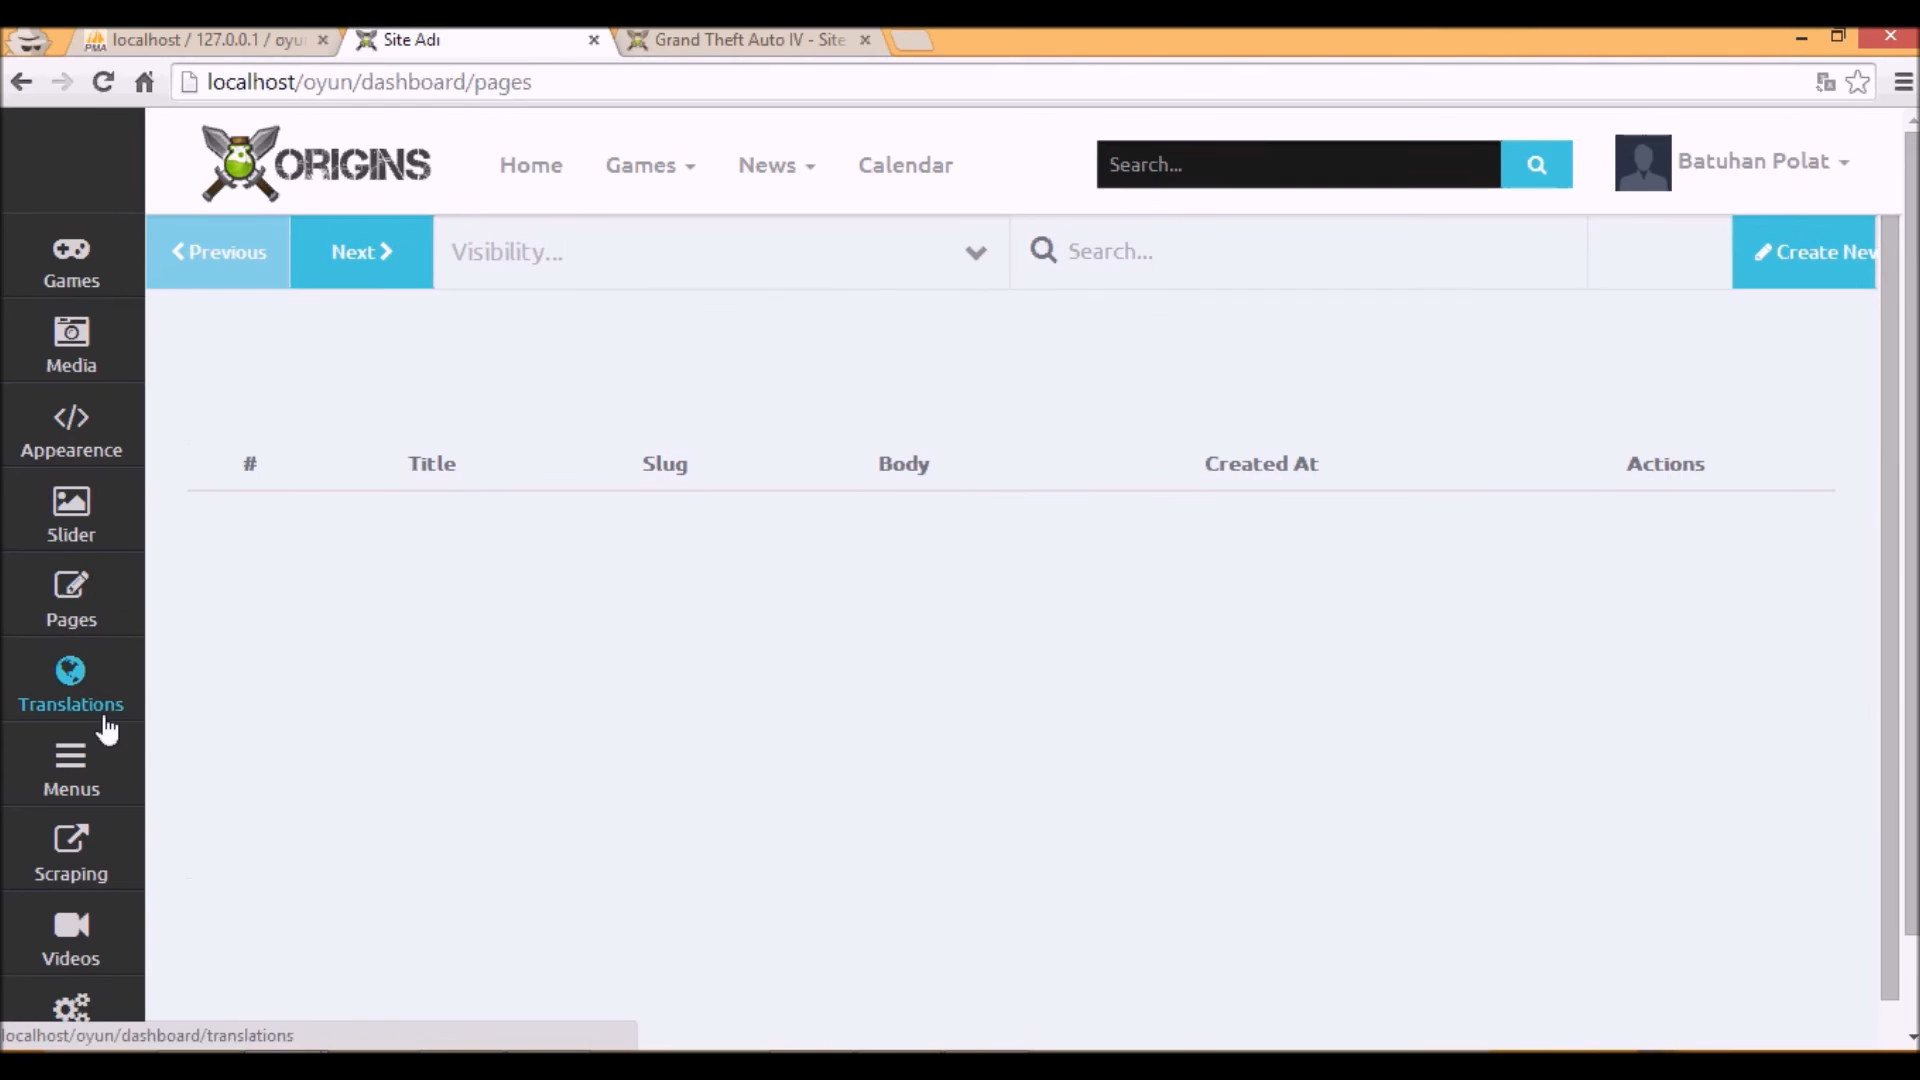 localhost / 127.0.0.1 / oyu
Site Adı
Grand Theft Auto IV - Site
localhost/oyun/dashboard/pages
ORIGINS
Home
Games
News
Calendar
Search...
Batuhan Polat
Previous
Next
Visibility...
Search...
Create New
Games
Media
Appearence
Slider
Pages
Translations
Menus
Scraping
Videos
#
Title
Slug
Body
Created At
Actions
localhost/oyun/dashboard/translations